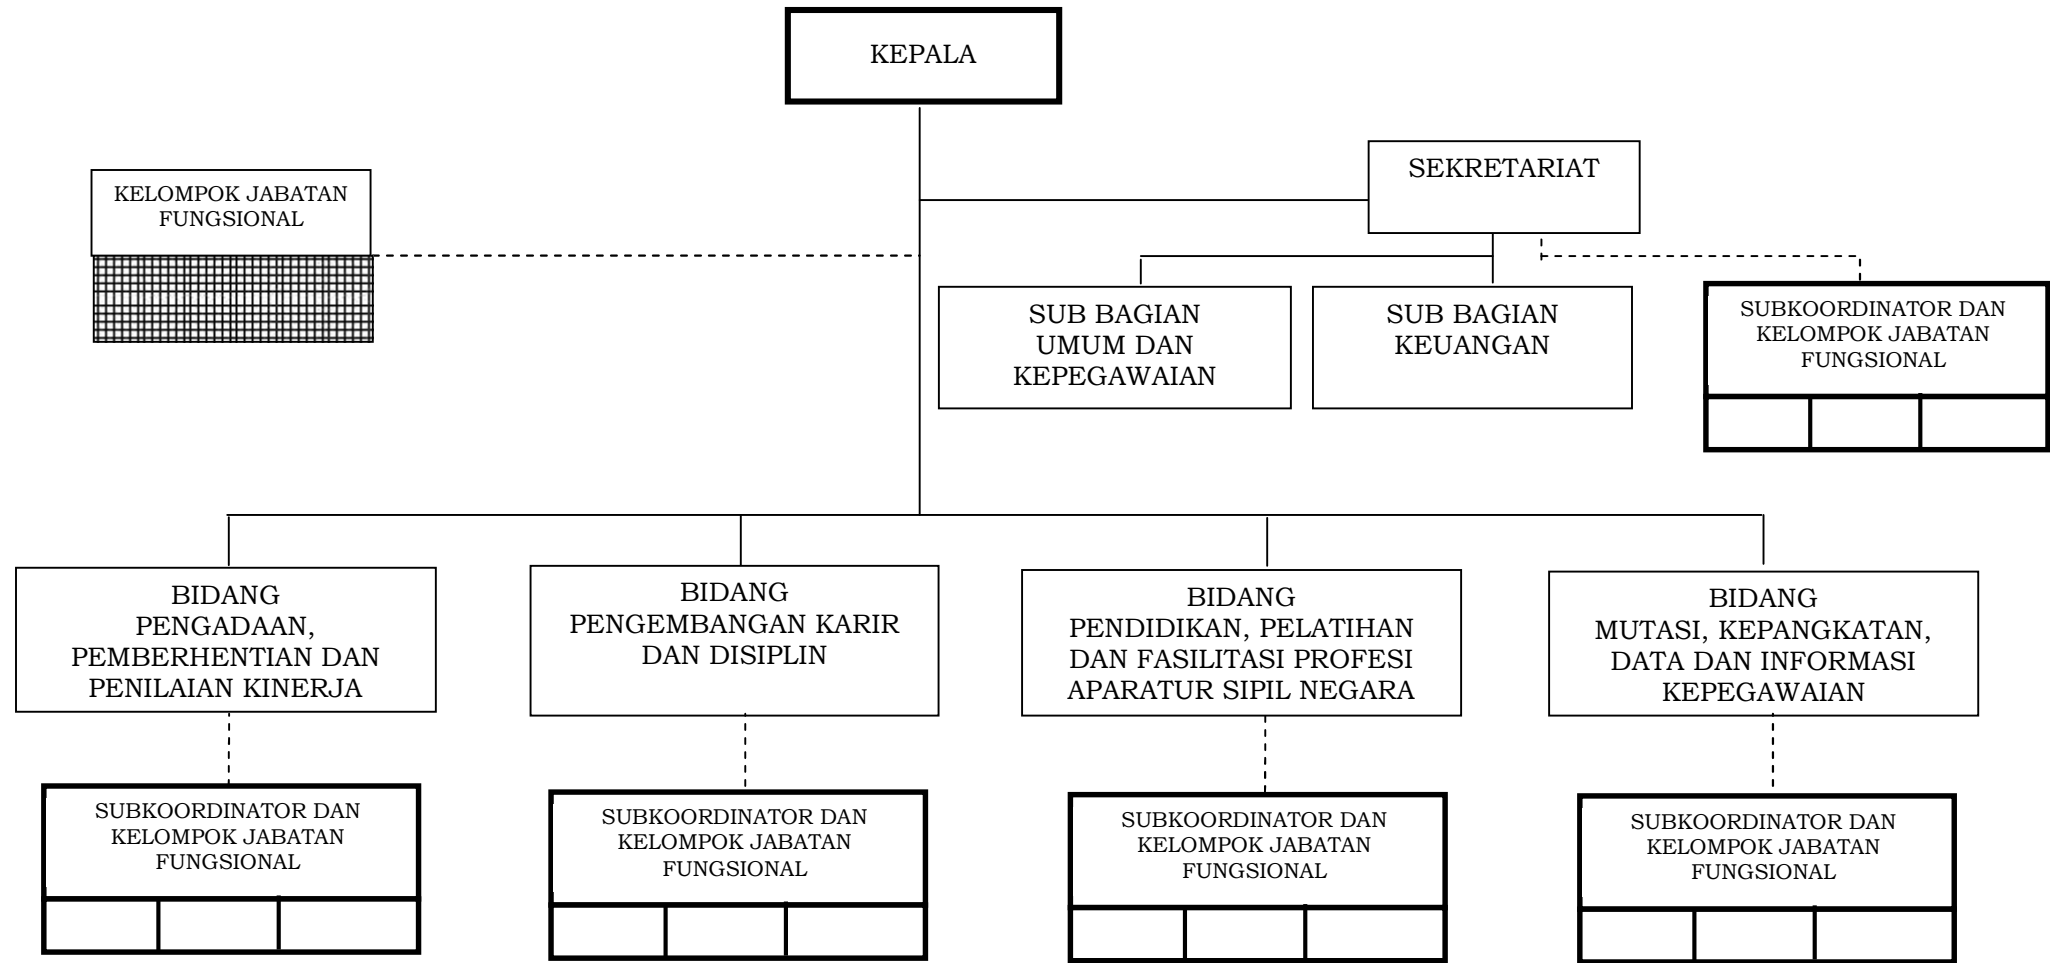 KEPALA
SEKRETARIAT
KELOMPOK JABATAN
FUNGSIONAL
SUB BAGIAN
UMUM DAN
KEPEGAWAIAN
SUB BAGIAN
KEUANGAN
SUBKOORDINATOR DAN
KELOMPOK JABATAN
FUNGSIONAL
BIDANG
PENGADAAN,
PEMBERHENTIAN DAN
PENILAIAN KINERJA
BIDANG
PENGEMBANGAN KARIR
DAN DISIPLIN
BIDANG
PENDIDIKAN, PELATIHAN
DAN FASILITASI PROFESI
APARATUR SIPIL NEGARA
BIDANG
MUTASI, KEPANGKATAN,
DATA DAN INFORMASI
KEPEGAWAIAN
SUBKOORDINATOR DAN
KELOMPOK JABATAN
FUNGSIONAL
SUBKOORDINATOR DAN
KELOMPOK JABATAN
FUNGSIONAL
SUBKOORDINATOR DAN
KELOMPOK JABATAN
FUNGSIONAL
SUBKOORDINATOR DAN
KELOMPOK JABATAN
FUNGSIONAL